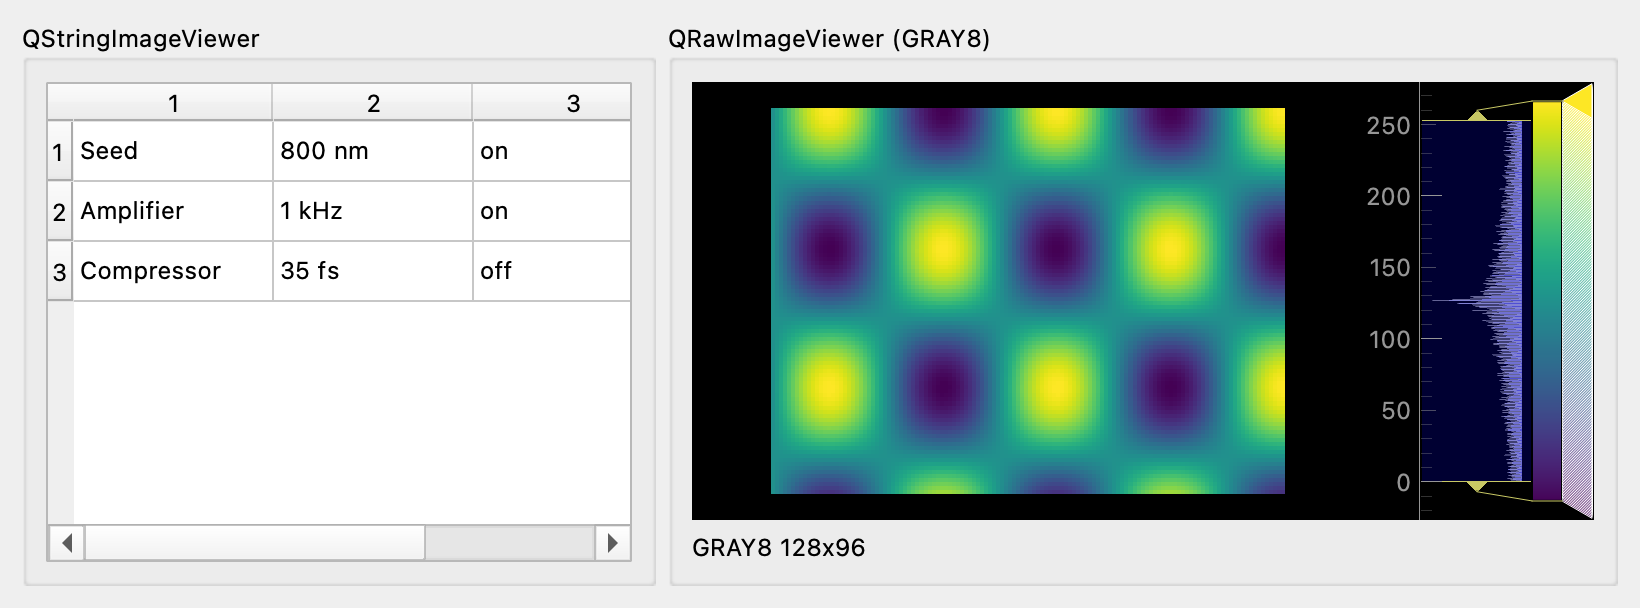 QStringImageViewer
1 2 3
1 Seed 800 nm on
2 Amplifier 1 kHz on
3 Compressor 35 fs off
QRawImageViewer (GRAY8)
250
200
150
100
50
0
GRAY8 128x96